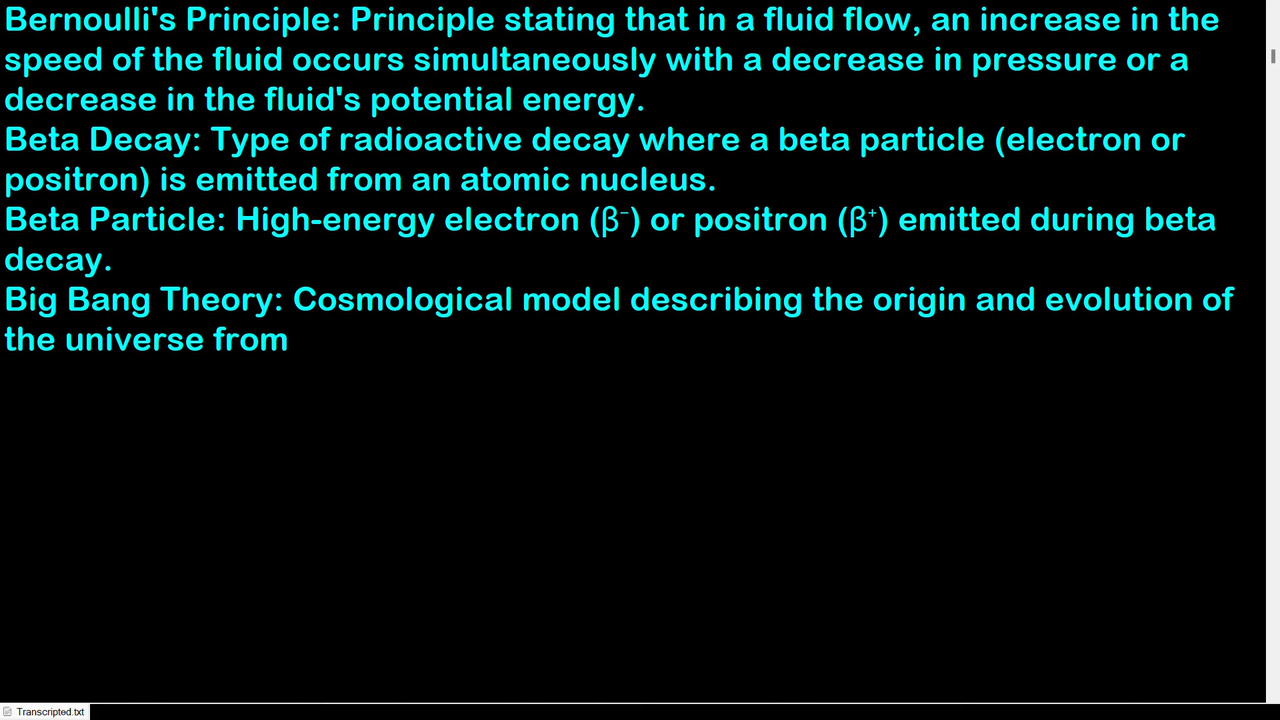 Bernoulli's Principle: Principle stating that in a fluid flow, an increase in the
speed of the fluid occurs simultaneously with a decrease in pressure or a
decrease in the fluid's potential energy.
Beta Decay: Type of radioactive decay where a beta particle (electron or
positron) is emitted from an atomic nucleus.
Beta Particle: High-energy electron (β⁻) or positron (β⁺) emitted during beta
decay.
Big Bang Theory: Cosmological model describing the origin and evolution of
the universe from
Transcripted.txt